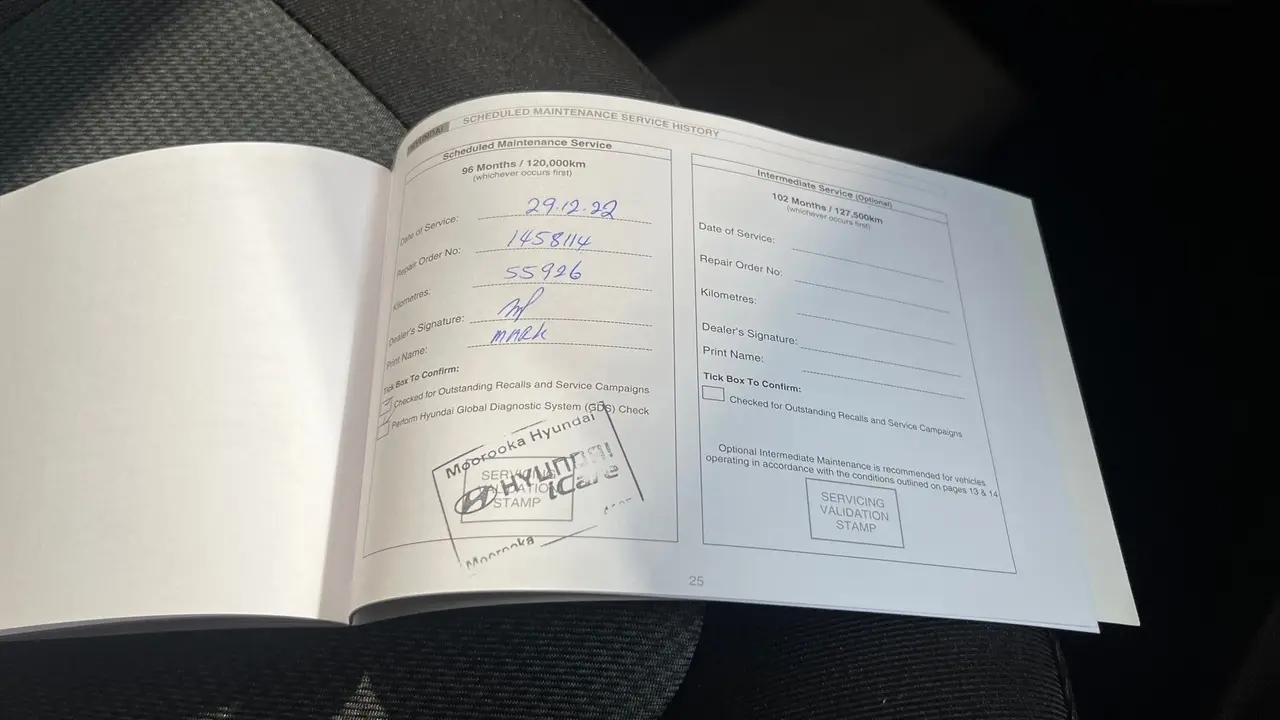 HYUNDAI SCHEDULED MAINTENANCE SERVICE HISTORY
Scheduled Maintenance Service
96 Months / 120,000km
(whichever occurs first)
Date of Service: 29.12.22
Repair Order No: 1458114
Kilometres: 55926
Dealer's Signature:
Print Name: mark
Tick Box To Confirm:
Checked for Outstanding Recalls and Service Campaigns
Perform Hyundai Global Diagnostic System (GDS) Check
Moorooka Hyundai
HYUNDAI
iCare
SERVICING
VALIDATION
STAMP
Moorooka
Intermediate Service (Optional)
102 Months / 127,500km
(whichever occurs first)
Date of Service:
Repair Order No:
Kilometres:
Dealer's Signature:
Print Name:
Tick Box To Confirm:
Checked for Outstanding Recalls and Service Campaigns
Optional Intermediate Maintenance is recommended for vehicles
operating in accordance with the conditions outlined on pages 13 & 14
SERVICING
VALIDATION
STAMP
25